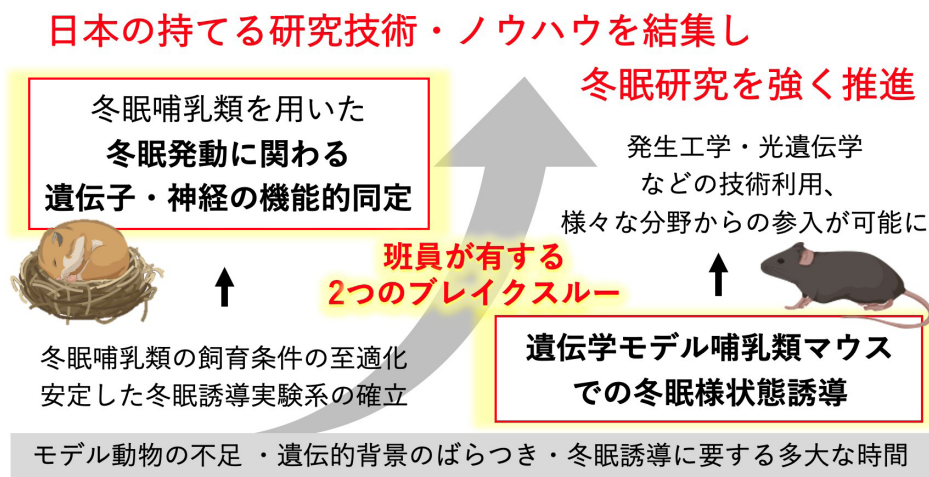 日本の持てる研究技術・ノウハウを結集し
冬眠研究を強く推進
冬眠哺乳類を用いた
冬眠発動に関わる
遺伝子・神経の機能的同定
発生工学・光遺伝学
などの技術利用、
様々な分野からの参入が可能に
班員が有する
2つのブレイクスルー
冬眠哺乳類の飼育条件の至適化
安定した冬眠誘導実験系の確立
遺伝学モデル哺乳類マウス
での冬眠様状態誘導
モデル動物の不足 ・遺伝的背景のばらつき・冬眠誘導に要する多大な時間